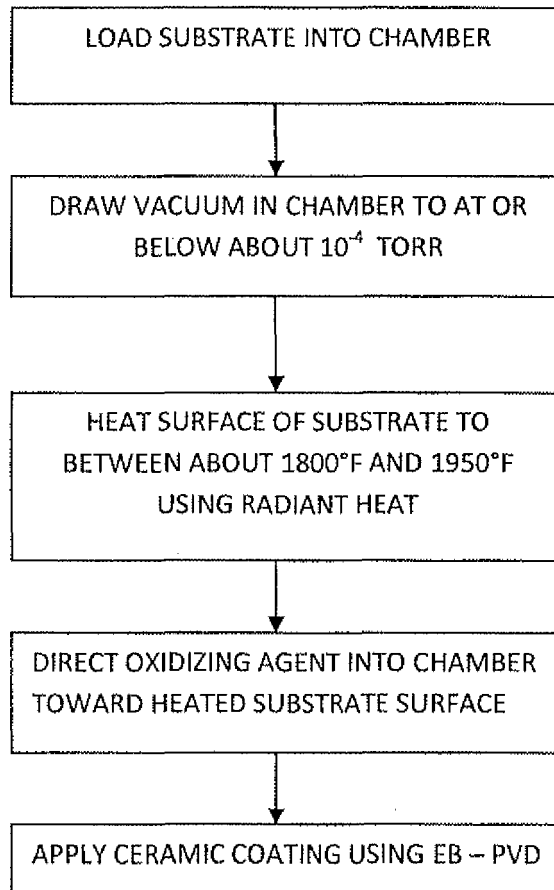 LOAD SUBSTRATE INTO CHAMBER
DRAW VACUUM IN CHAMBER TO AT OR
BELOW ABOUT 10⁻⁴ TORR
HEAT SURFACE OF SUBSTRATE TO
BETWEEN ABOUT 1800°F AND 1950°F
USING RADIANT HEAT
DIRECT OXIDIZING AGENT INTO CHAMBER
TOWARD HEATED SUBSTRATE SURFACE
APPLY CERAMIC COATING USING EB – PVD